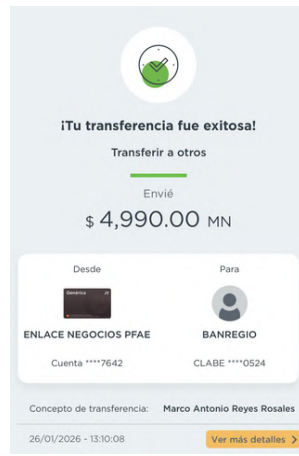 ¡Tu transferencia fue exitosa!
Transferir a otros
Envié
$ 4,990.00 MN
Desde
Para
ENLACE NEGOCIOS PFAE
BANREGIO
Cuenta ****7642
CLABE ****0524
Concepto de transferencia: Marco Antonio Reyes Rosales
26/01/2026 - 13:10:08
Ver más detalles >